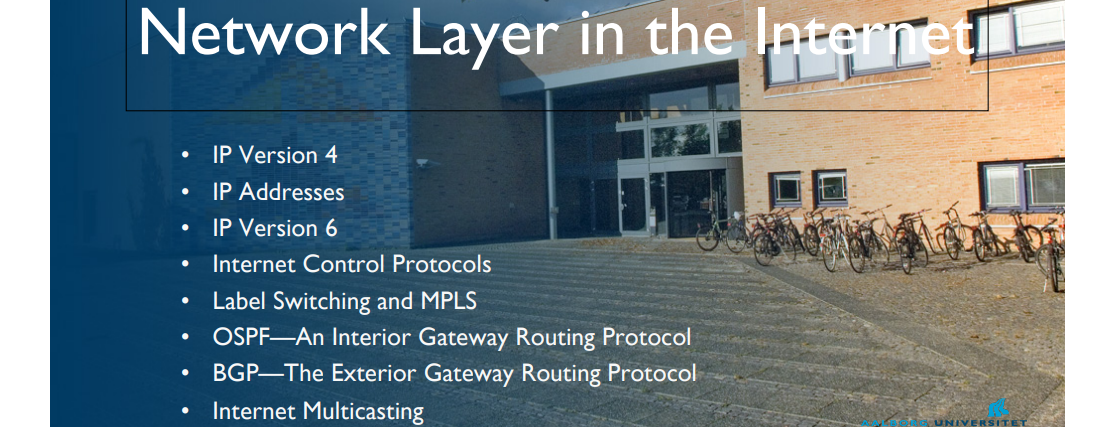 Network Layer in the Internet
• IP Version 4
• IP Addresses
• IP Version 6
• Internet Control Protocols
• Label Switching and MPLS
• OSPF—An Interior Gateway Routing Protocol
• BGP—The Exterior Gateway Routing Protocol
• Internet Multicasting
AALBORG UNIVERSITET